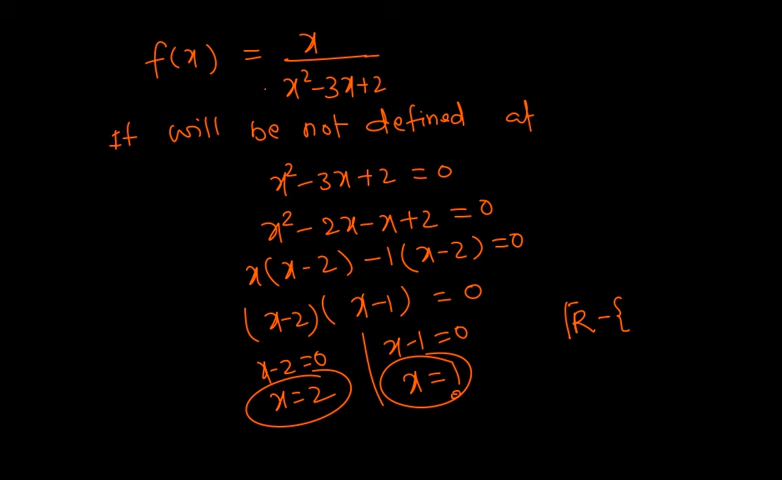 f(x) = x / x²-3x+2
It will be not defined at
x²-3x+2=0
x²-2x-x+2=0
x(x-2)-1(x-2)=0
(x-2)(x-1)=0
x-2=0 | x-1=0
x=2 x=1
ℝ-{